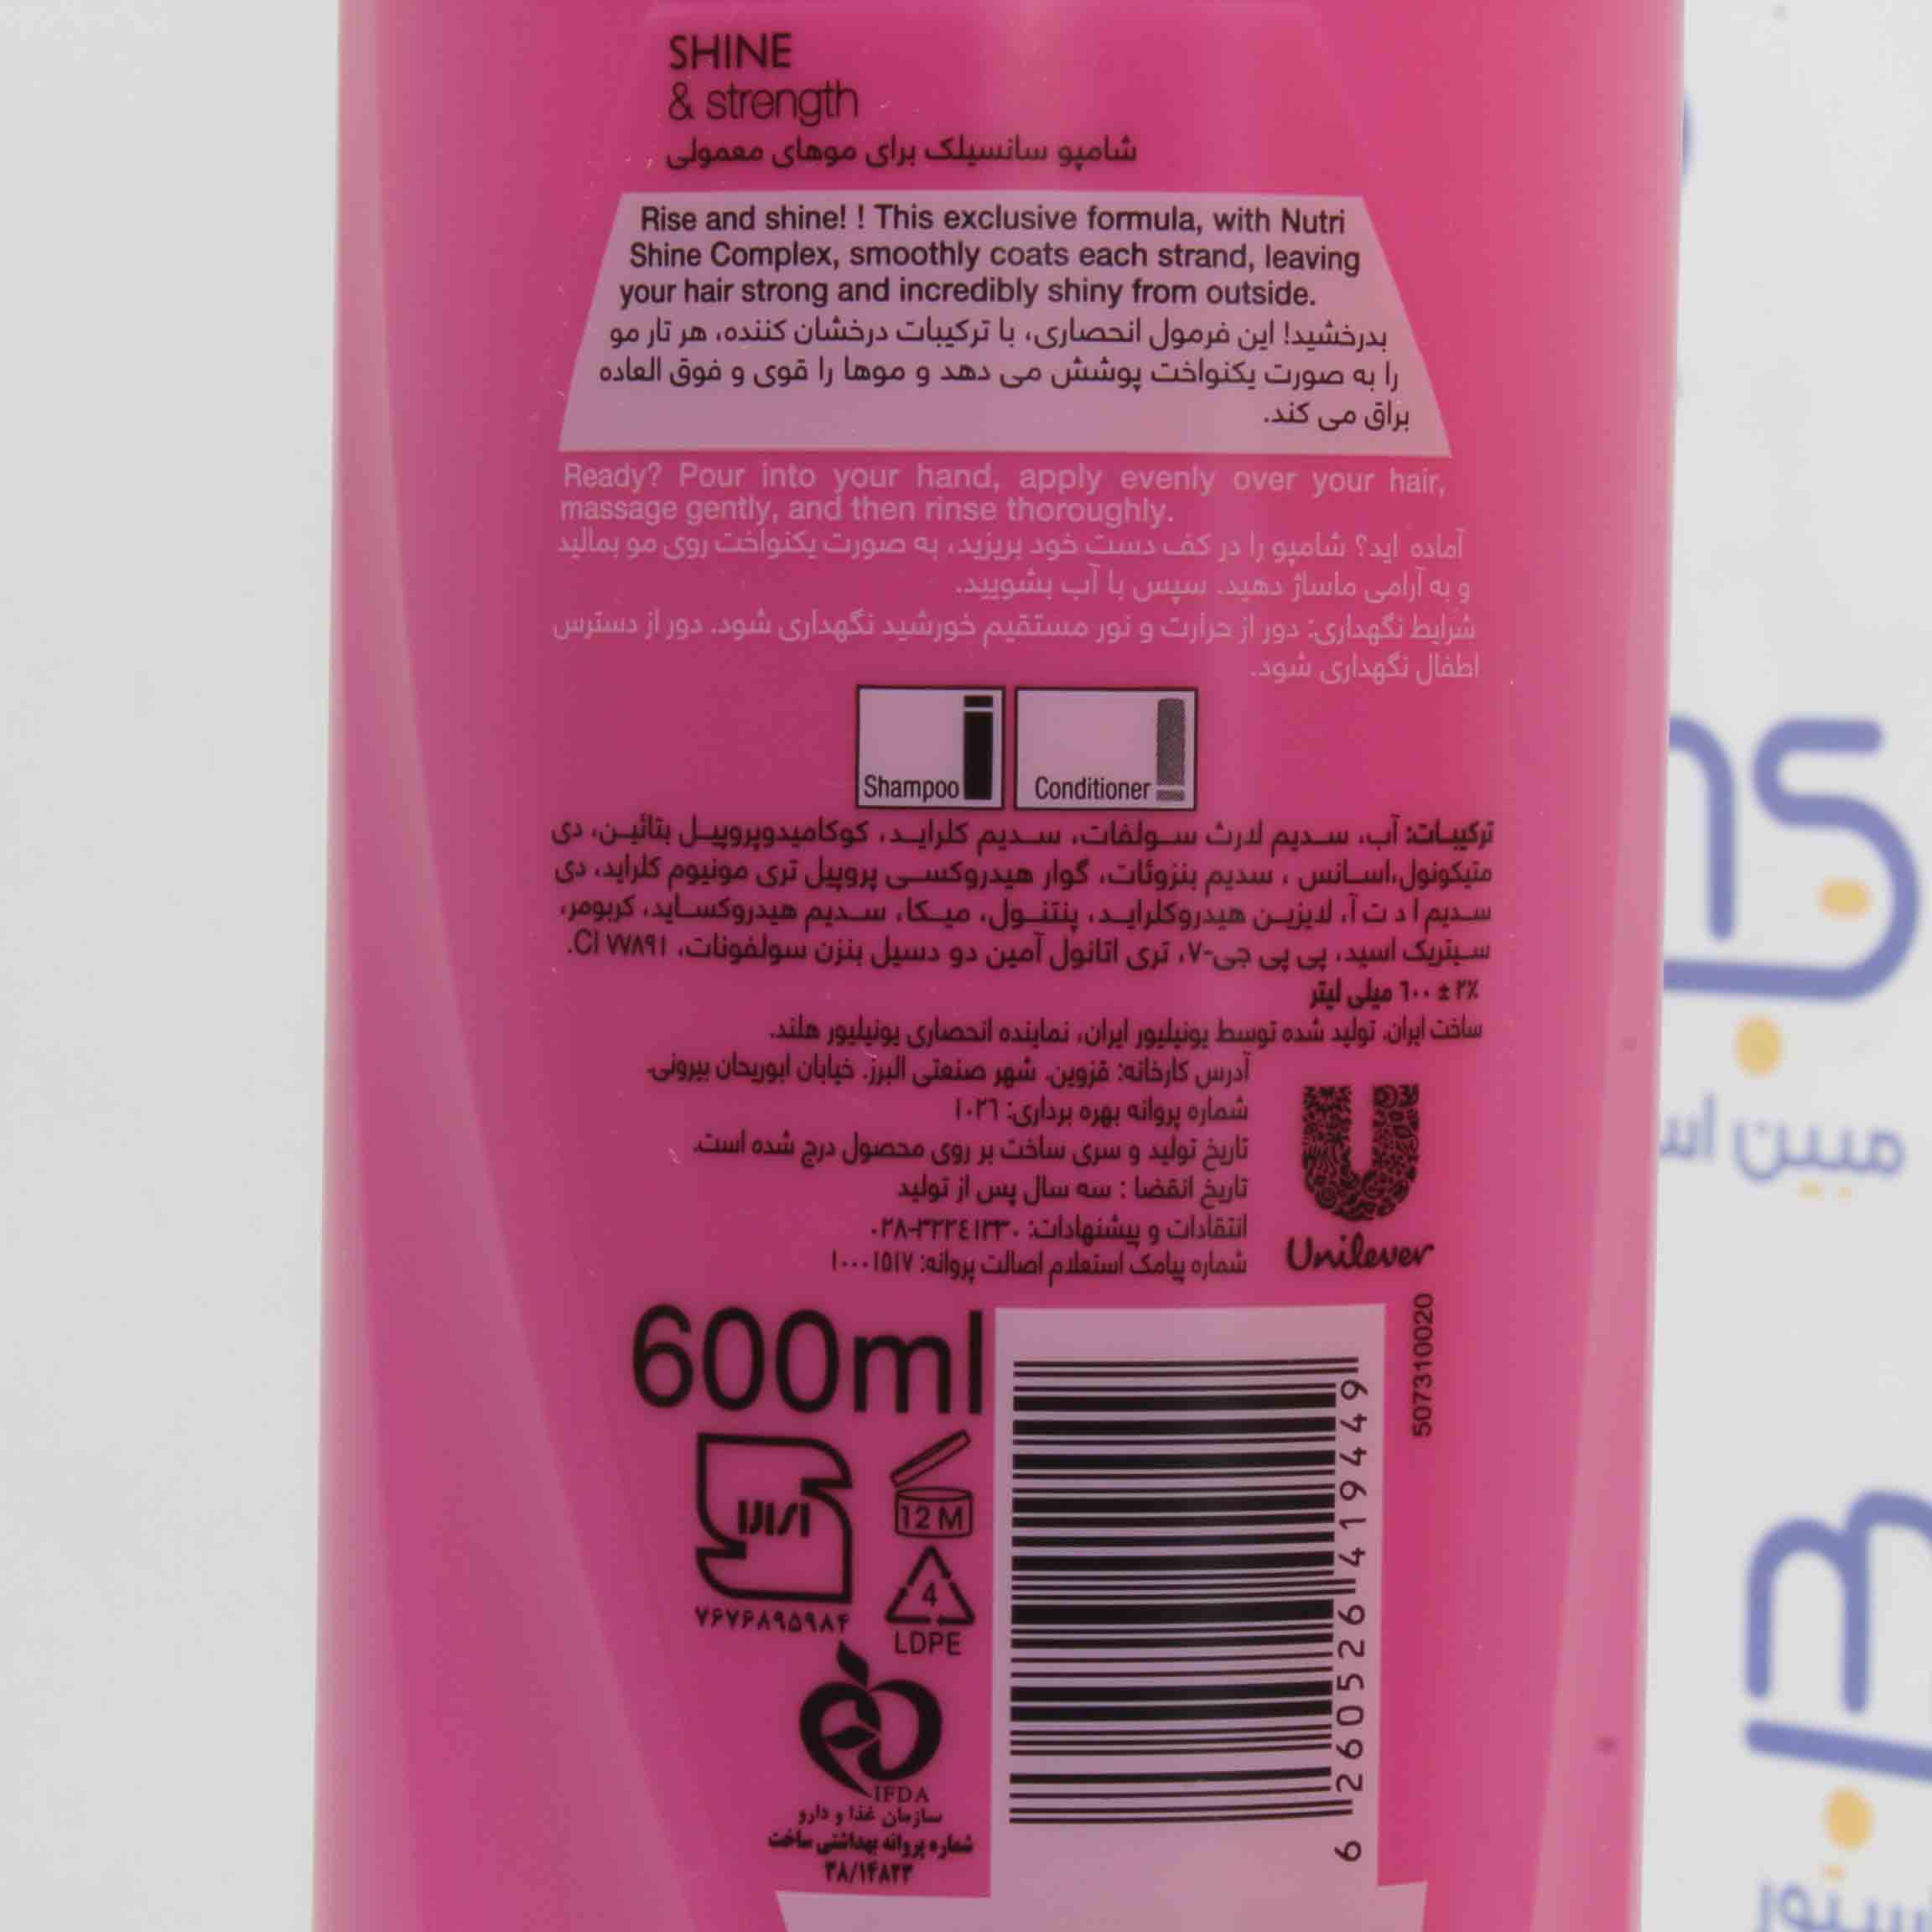 SHINE
& strength
شامپو سانسیلک برای موهای معمولی
Rise and shine! ! This exclusive formula, with Nutri
Shine Complex, smoothly coats each strand, leaving
your hair strong and incredibly shiny from outside.
بدرخشید! این فرمول انحصاری، با ترکیبات درخشان کننده، هر تار مو
را به صورت یکنواخت پوشش می دهد و موها را قوی و فوق العاده
براق می کند.
Ready? Pour into your hand, apply evenly over your hair,
massage gently, and then rinse thoroughly.
آماده اید؟ شامپو را در کف دست خود بریزید، به صورت یکنواخت روی مو بمالید
و به آرامی ماساژ دهید. سپس با آب بشویید.
شرایط نگهداری: دور از حرارت و نور مستقیم خورشید نگهداری شود. دور از دسترس
اطفال نگهداری شود.
Shampoo
Conditioner
ترکیبات: آب، سدیم لارث سولفات، سدیم کلراید، کوکامیدوپروپیل بتائین، دی
متیکونول،اسانس ، سدیم بنزوئات، گوار هیدروکسی پروپیل تری مونیوم کلراید، دی
سدیم ا د ت آ، لایزین هیدروکلراید، پنتنول، میکا، سدیم هیدروکساید، کربومر،
سیتریک اسید، پی پی جی-۷، تری اتانول آمین دو دسیل بنزن سولفونات، CI ۷۷۸۹۱.
۶۰۰ ± ۲٪ میلی لیتر
ساخت ایران. تولید شده توسط یونیلیور ایران، نماینده انحصاری یونیلیور هلند.
آدرس کارخانه: قزوین. شهر صنعتی البرز. خیابان ابوریحان بیرونی.
شماره پروانه بهره برداری: ۱۰۲۶
تاریخ تولید و سری ساخت بر روی محصول درج شده است.
تاریخ انقضا : سه سال پس از تولید
انتقادات و پیشنهادات: ۰۲۸-۳۲۲٤۱۳۳۰
شماره پیامک استعلام اصالت پروانه: ۱۰۰۰۱۵۱۷
Unilever
507310020
600ml
12 M
4
LDPE
۷۶۷۶۸۹۵۹۸۴
6 260526 419449
IFDA
سازمان غذا و دارو
شماره پروانه بهداشتی ساخت
۳۸/۱۴۸۲۳
مبین